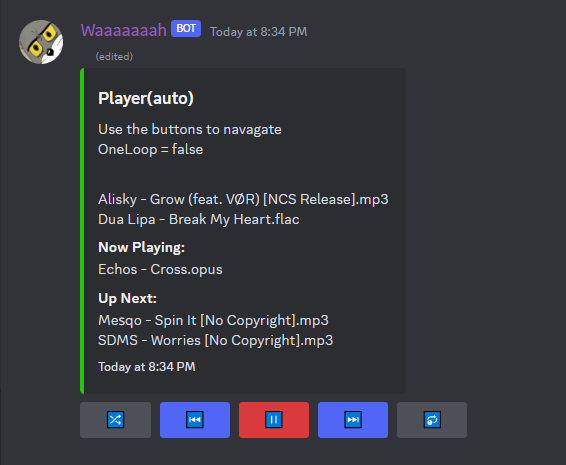 Waaaaaaah BOT Today at 8:34 PM
(edited)
Player(auto)
Use the buttons to navagate
OneLoop = false
Alisky - Grow (feat. VØR) [NCS Release].mp3
Dua Lipa - Break My Heart.flac
Now Playing:
Echos - Cross.opus
Up Next:
Mesqo - Spin It [No Copyright].mp3
SDMS - Worries [No Copyright].mp3
Today at 8:34 PM